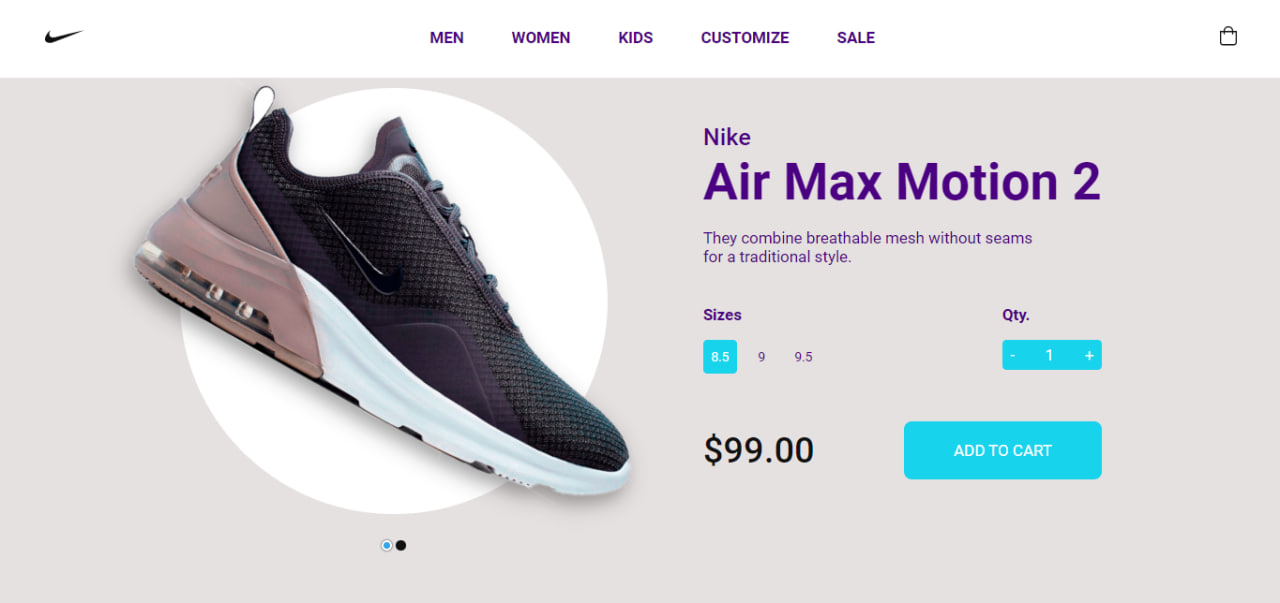 MEN WOMEN KIDS CUSTOMIZE SALE
Nike
Air Max Motion 2
They combine breathable mesh without seams
for a traditional style.
Sizes Qty.
8.5 9 9.5 - 1 +
$99.00 ADD TO CART